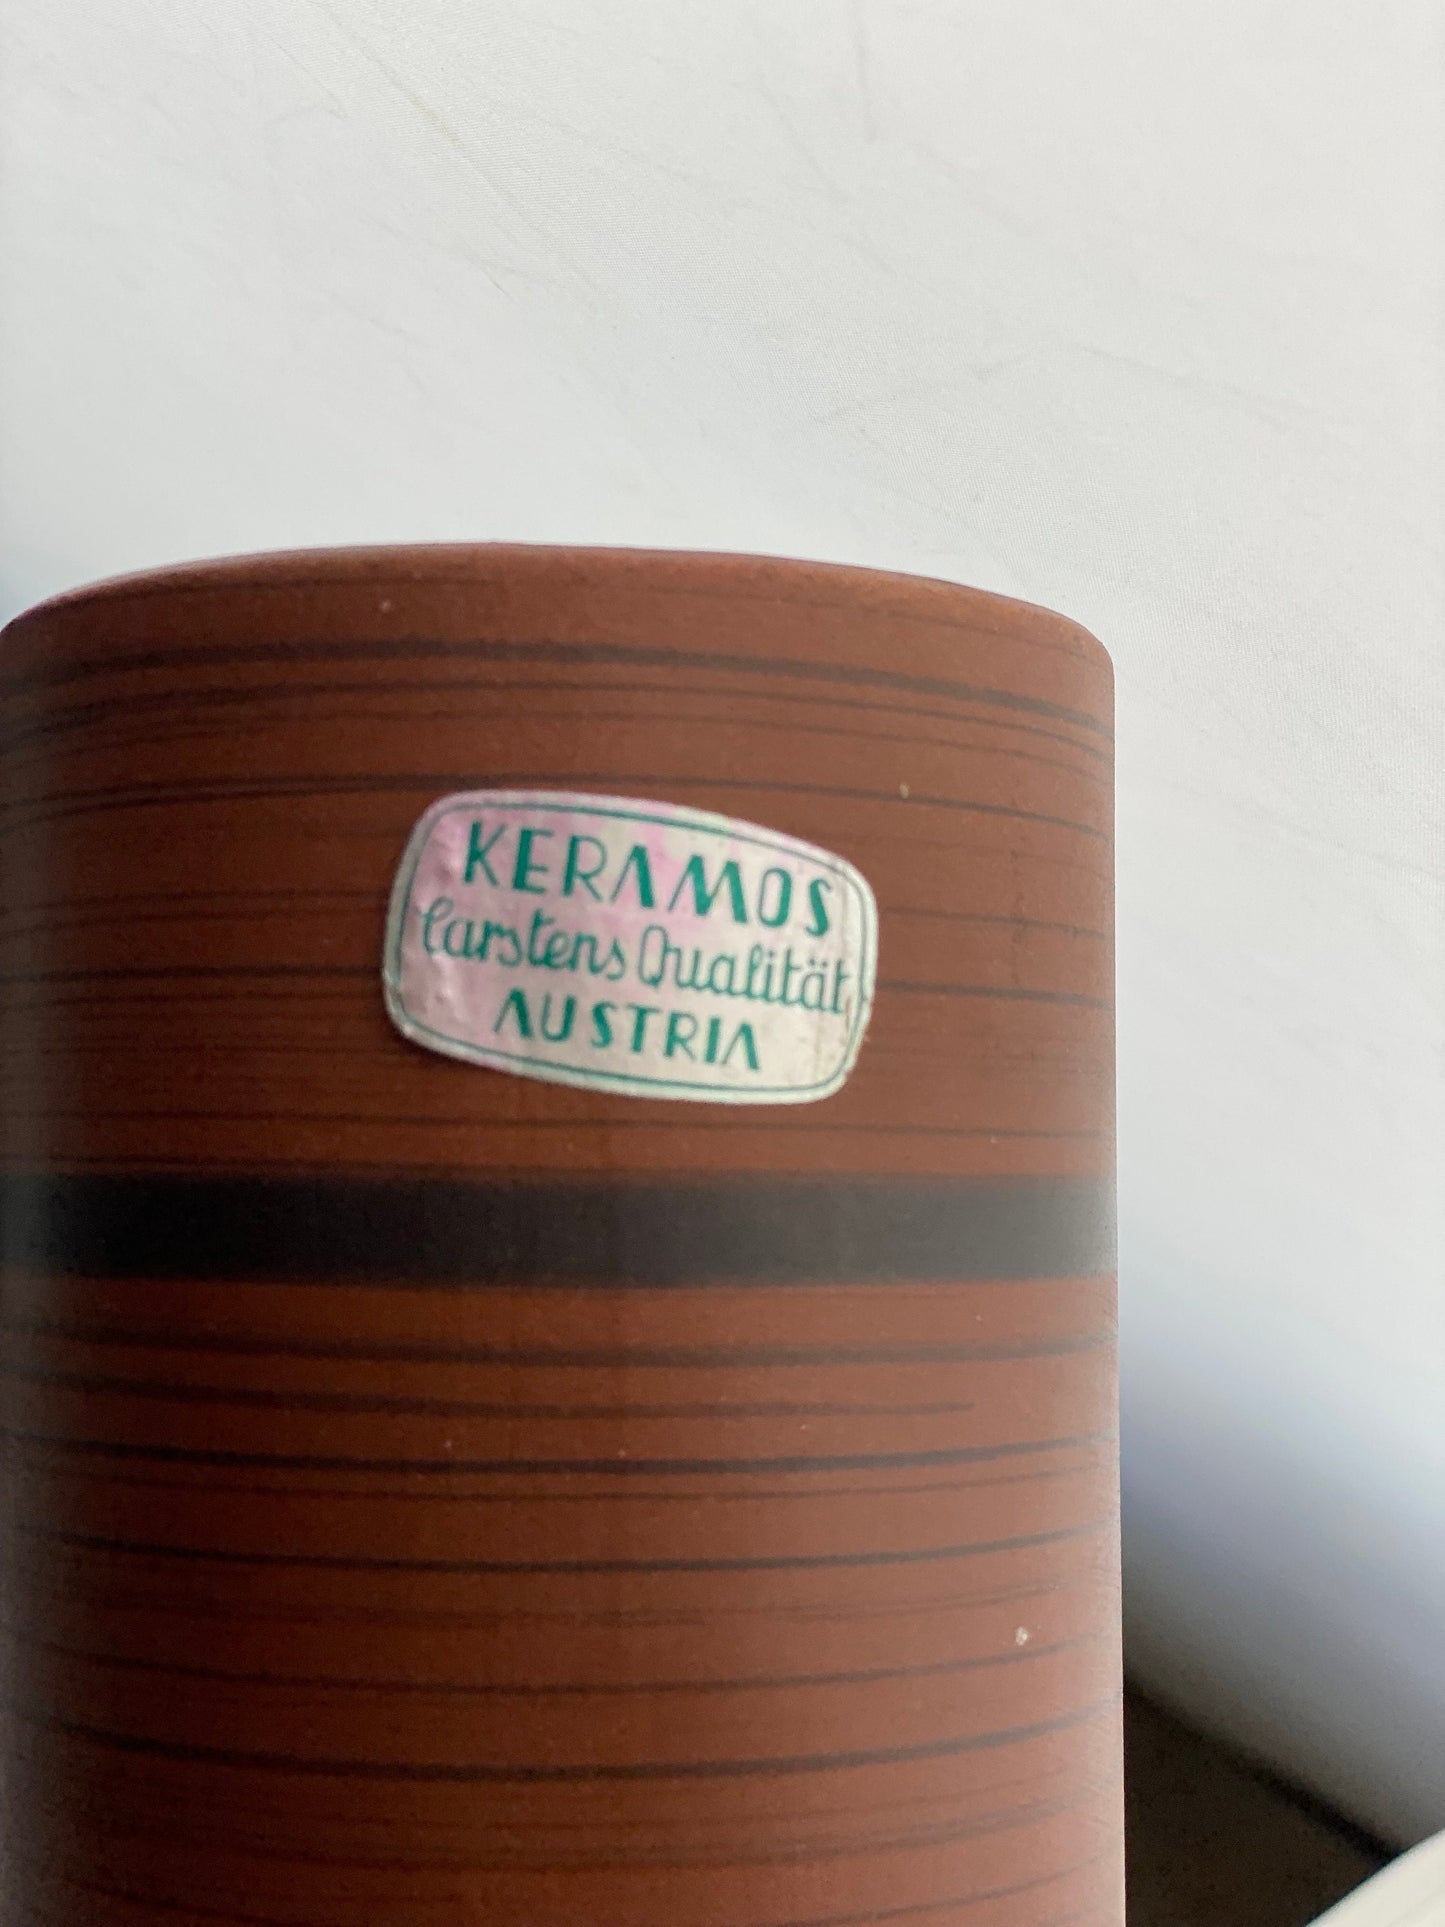 KERAMOS
Carstens Qualität
AUSTRIA